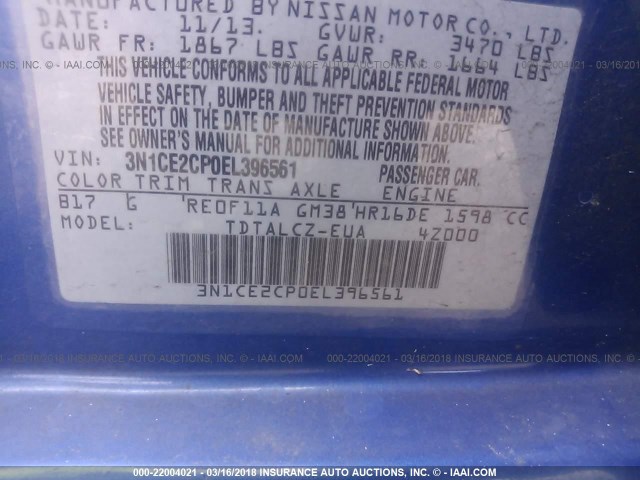 MANUFACTURED BY NISSAN MOTOR CO., LTD.
DATE: 11/13. GVWR: 3470 LBS
GAWR FR: 1867 LBS GAWR RR: 1664 LBS
THIS VEHICLE CONFORMS TO ALL APPLICABLE FEDERAL MOTOR
VEHICLE SAFETY, BUMPER AND THEFT PREVENTION STANDARDS
IN EFFECT ON THE DATE OF MANUFACTURE SHOWN ABOVE.
SEE OWNER'S MANUAL FOR ADDITIONAL INFORMATION.
VIN: 3N1CE2CP0EL396561 PASSENGER CAR.
COLOR TRIM TRANS AXLE ENGINE
B17 G RE0F11A GM38 HR16DE 1598 CC
MODEL: TDTALCZ-EUA 42000
3N1CE2CP0EL396561
000-22004021 - 03/16/2018 INSURANCE AUTO AUCTIONS, INC. - © IAAI.COM